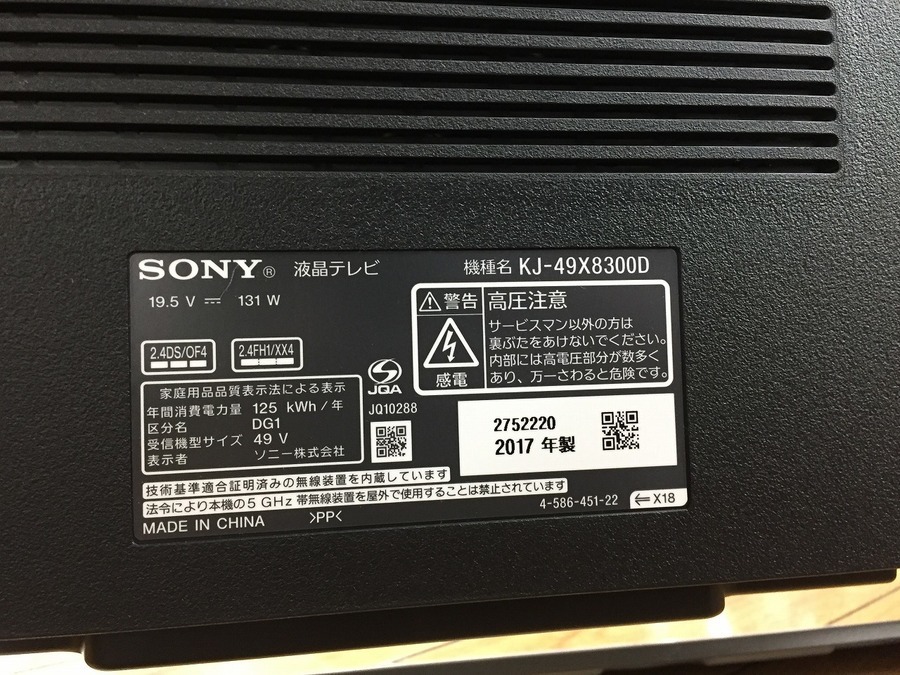 SONY® 液晶テレビ 機種名 KJ-49X8300D
19.5 V ⎓ 131 W
警告 高圧注意
サービスマン以外の方は
裏ぶたをあけないでください。
内部には高電圧部分が数多く
あり、万一さわると危険です。
感電
2.4DS/OF4 2.4FH1/XX4
家庭用品品質表示法による表示
年間消費電力量 125 kWh/年
区分名 DG1
受信機型サイズ 49 V
表示者 ソニー株式会社
JQA
JQ10288
2752220
2017 年製
技術基準適合証明済みの無線装置を内蔵しています
法令により本機の5 GHz 帯無線装置を屋外で使用することは禁止されています
MADE IN CHINA >PP< 4-586-451-22 ⇐ X18